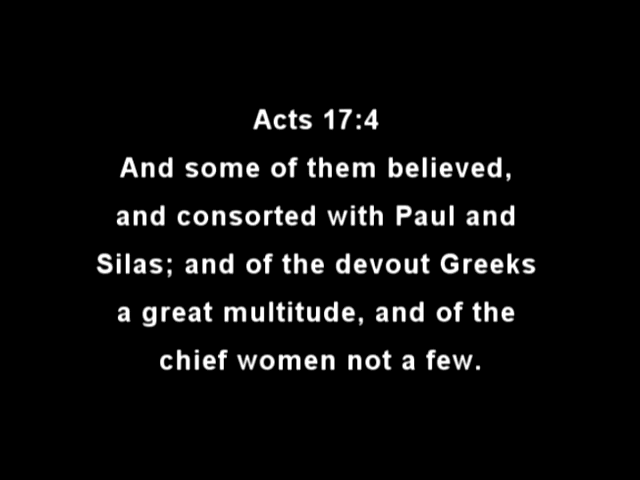 Acts 17:4
And some of them believed,
and consorted with Paul and
Silas; and of the devout Greeks
a great multitude, and of the
chief women not a few.